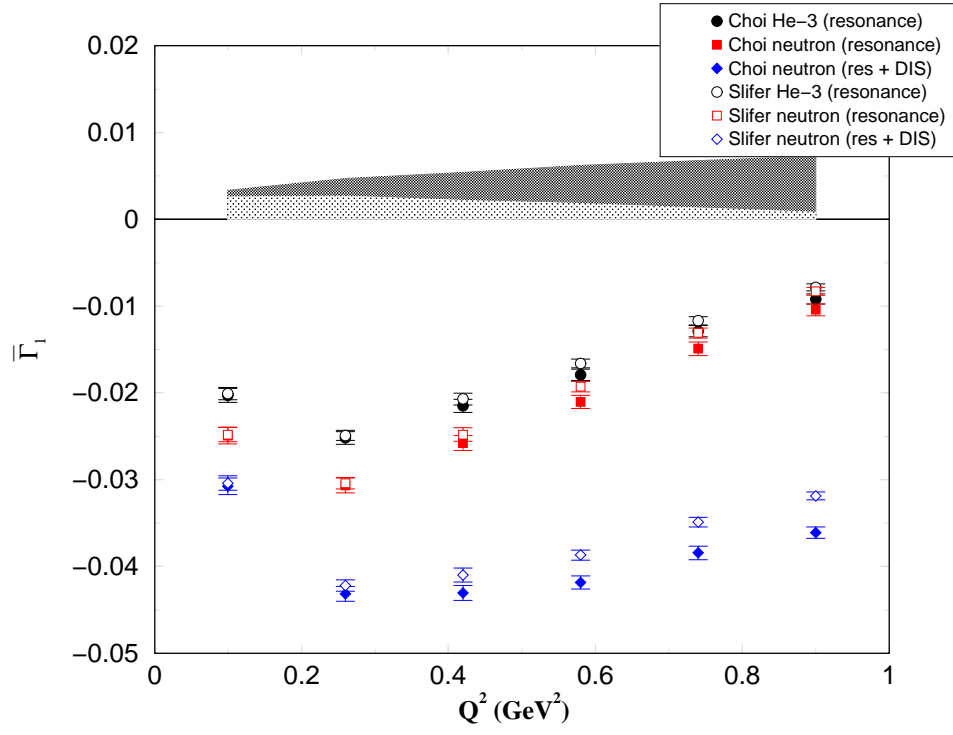 Choi He−3 (resonance)
Choi neutron (resonance)
Choi neutron (res + DIS)
Slifer He−3 (resonance)
Slifer neutron (resonance)
Slifer neutron (res + DIS)
0.02
0.01
0
−0.01
−0.02
−0.03
−0.04
−0.05
Γ̅₁
0 0.2 0.4 0.6 0.8 1
Q² (GeV²)